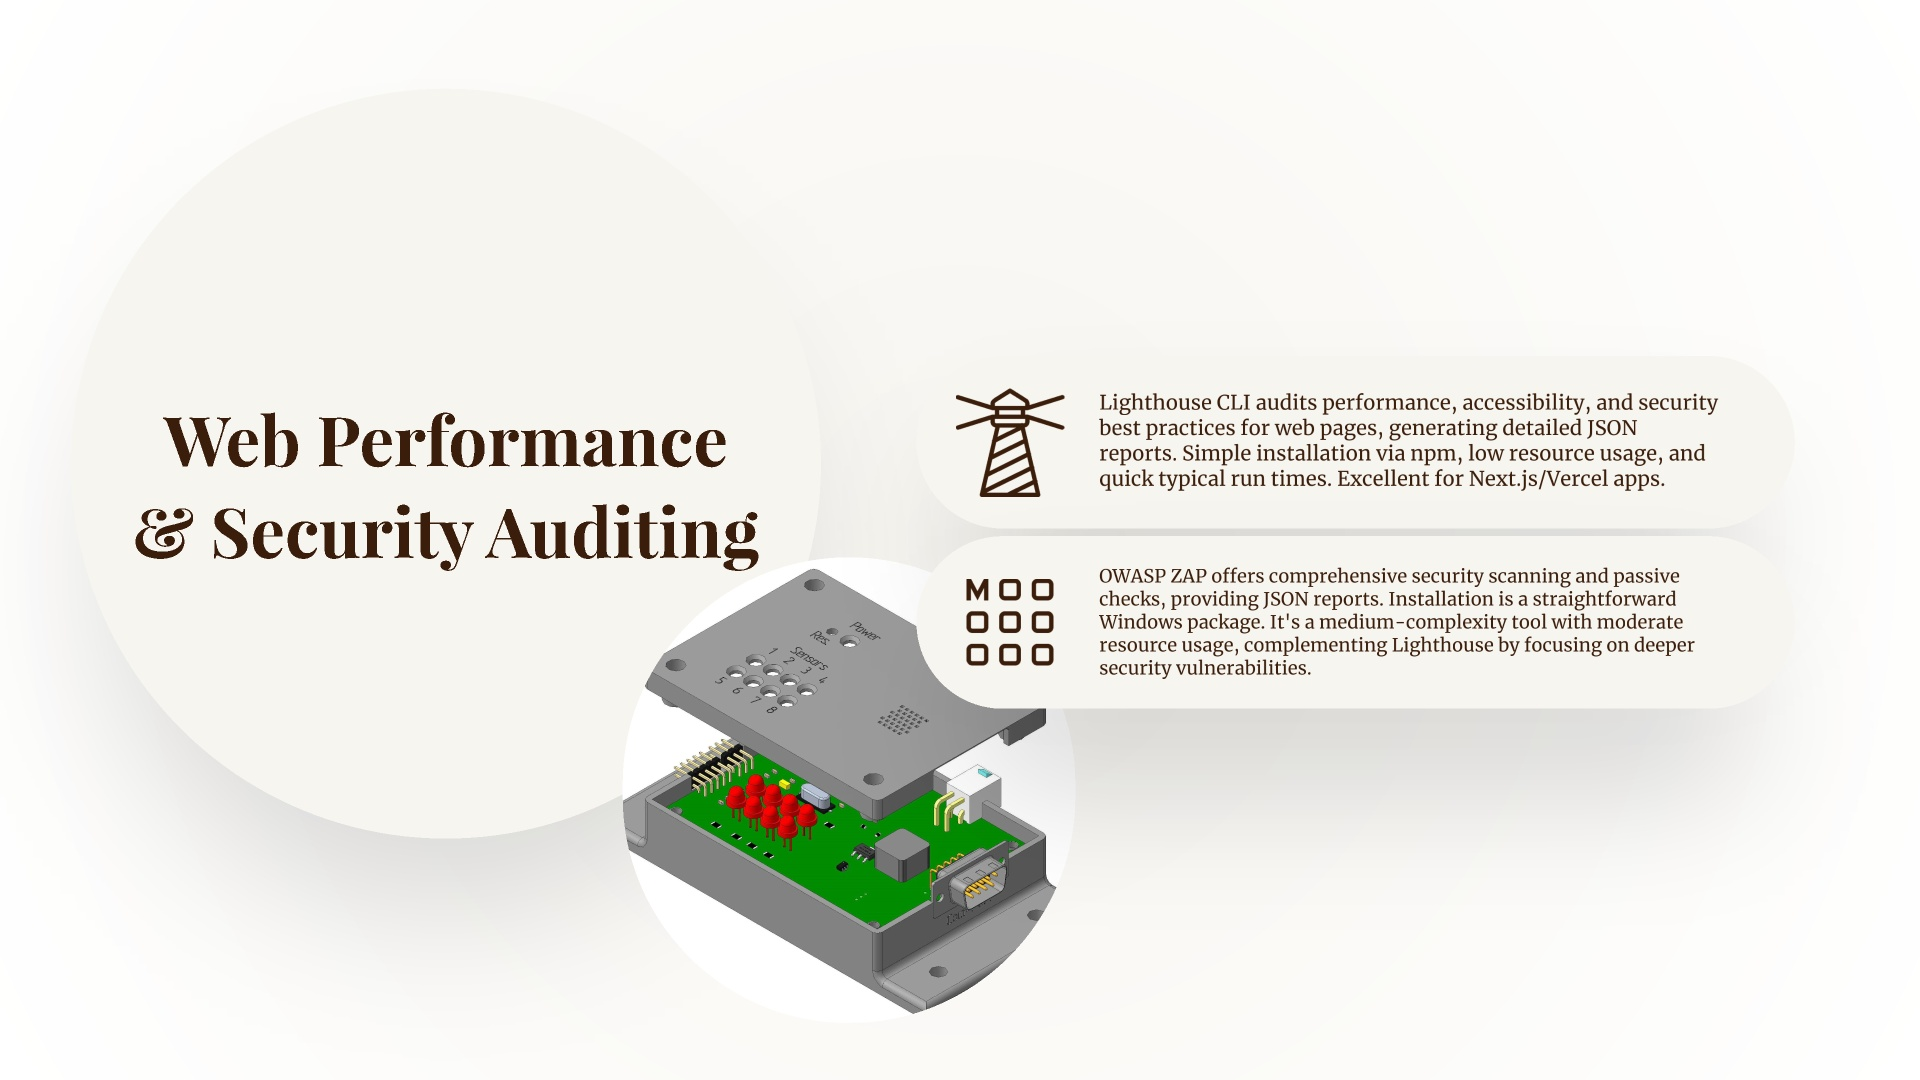 Web Performance
& Security Auditing
Lighthouse CLI audits performance, accessibility, and security
best practices for web pages, generating detailed JSON
reports. Simple installation via npm, low resource usage, and
quick typical run times. Excellent for Next.js/Vercel apps.
M
OWASP ZAP offers comprehensive security scanning and passive
checks, providing JSON reports. Installation is a straightforward
Windows package. It's a medium-complexity tool with moderate
resource usage, complementing Lighthouse by focusing on deeper
security vulnerabilities.
Power
Res.
Sensors
1 2 3 4
5 6 7 8